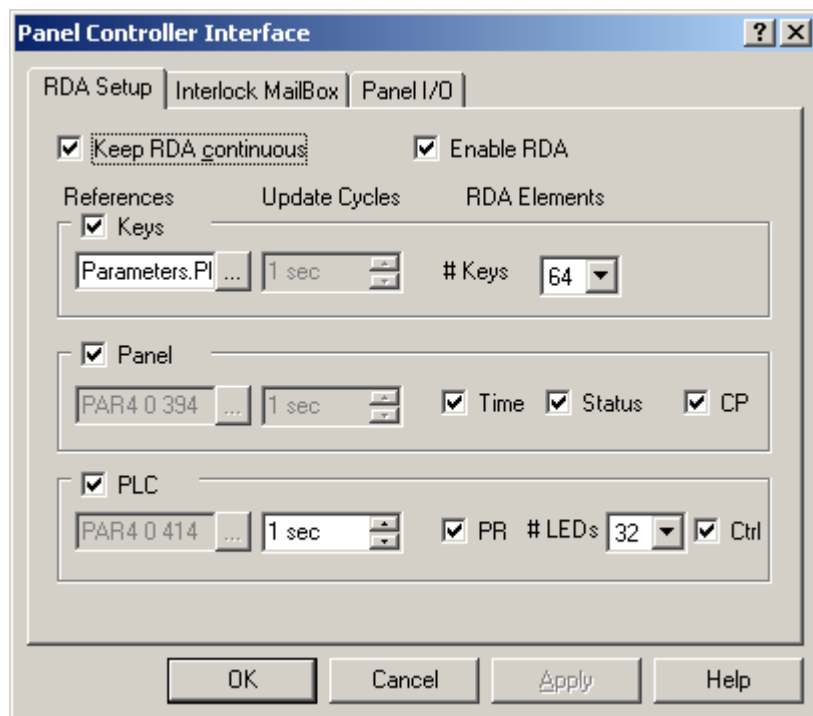 Panel Controller Interface
RDA Setup Interlock MailBox Panel I/O
Keep RDA continuous Enable RDA
References Update Cycles RDA Elements
Keys
Parameters.Pl ... 1 sec # Keys 64
Panel
PAR4 0 394 ... 1 sec Time Status CP
PLC
PAR4 0 414 ... 1 sec PR # LEDs 32 Ctrl
OK Cancel Apply Help